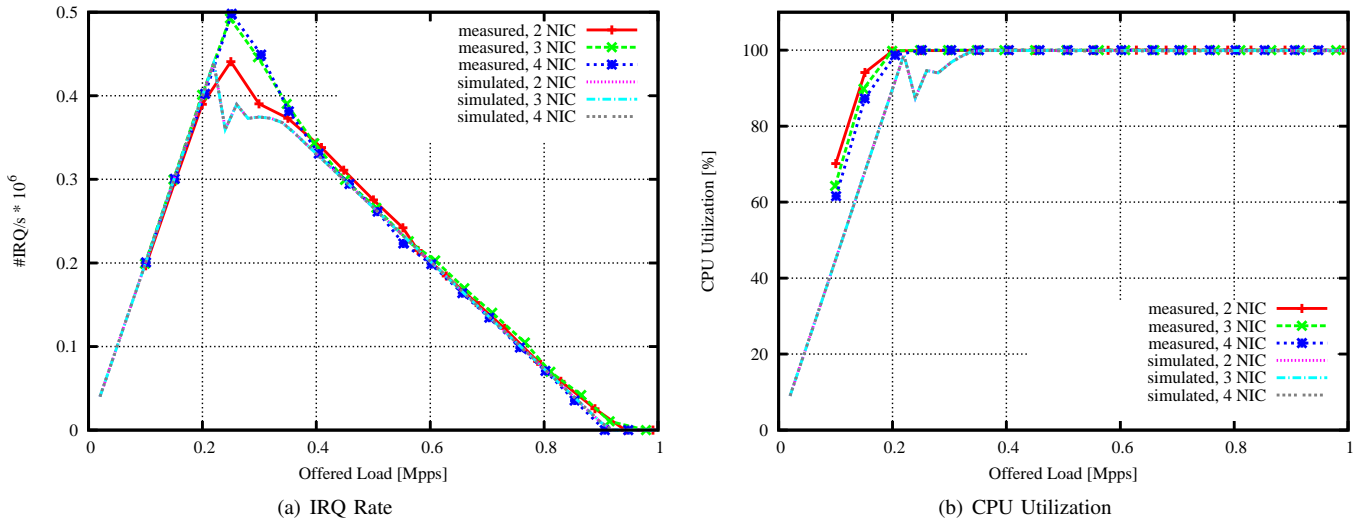 0.5
0.4
0.3
0.2
0.1
0
0
0.2
0.4
0.6
0.8
1
#IRQ/s * 10^6
Offered Load [Mpps]
measured, 2 NIC
measured, 3 NIC
measured, 4 NIC
simulated, 2 NIC
simulated, 3 NIC
simulated, 4 NIC
(a) IRQ Rate
100
80
60
40
20
0
0
0.2
0.4
0.6
0.8
1
CPU Utilization [%]
Offered Load [Mpps]
measured, 2 NIC
measured, 3 NIC
measured, 4 NIC
simulated, 2 NIC
simulated, 3 NIC
simulated, 4 NIC
(b) CPU Utilization